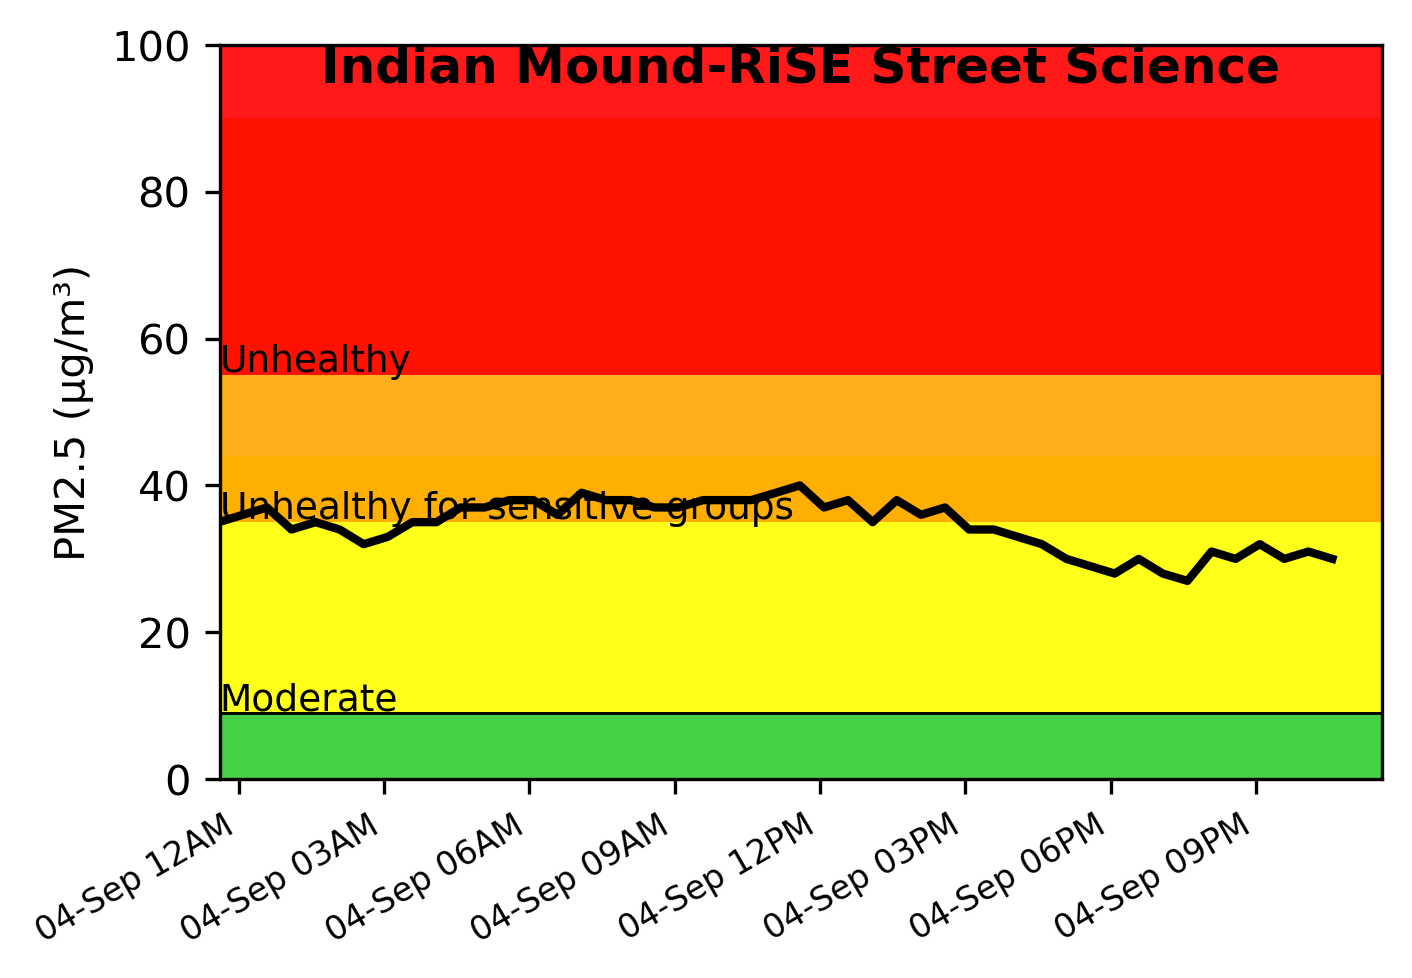 Indian Mound-RiSE Street Science
PM2.5 (µg/m³)
100
80
60
40
20
0
Unhealthy
Unhealthy for sensitive groups
Moderate
04-Sep 12AM
04-Sep 03AM
04-Sep 06AM
04-Sep 09AM
04-Sep 12PM
04-Sep 03PM
04-Sep 06PM
04-Sep 09PM